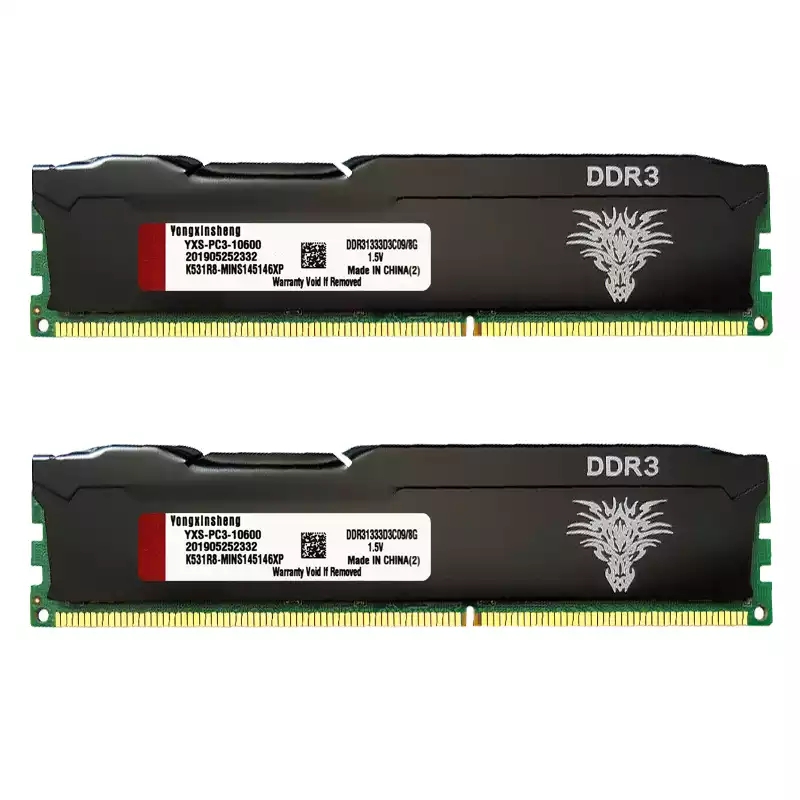 DDR3
Yongxinsheng
YXS-PC3-10600
DDR31333D3C09/8G
201905252332
1.5V
K531R8-MINS145146XP
Made IN CHINA(2)
Warranty Void If Removed
DDR3
Yongxinsheng
YXS-PC3-10600
DDR31333D3C09/8G
201905252332
1.5V
K531R8-MINS145146XP
Made IN CHINA(2)
Warranty Void If Removed